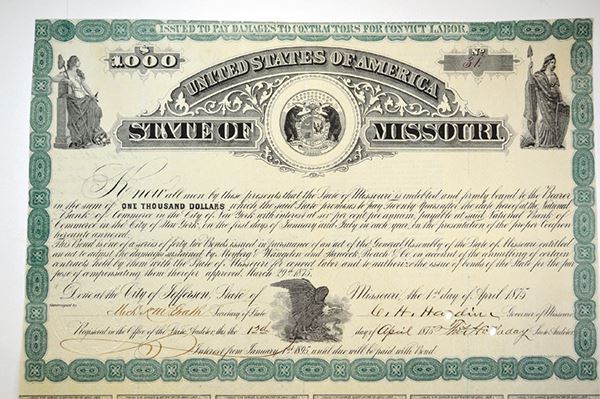 ISSUED TO PAY DAMAGES TO CONTRACTORS FOR CONVICT LABOR.
$ 1000
No 31.
UNITED STATES OF AMERICA
STATE OF MISSOURI
Know all men by these presents that the State of Missouri is indebted and firmly bound to the Bearer
in the sum of ONE THOUSAND DOLLARS which the said State promises to pay Twenty Years after date
Bank of Commerce in the City of New York with interest at six per cent per annum, payable at said National Bank of
Commerce in the City of New York, on the first days of January and July in each year, on the presentation of the proper Coupon
hereunto annexed.
This Bond is one of a series of forty two Bonds issued in pursuance of an act of the General Assembly of the State of Missouri entitled
an act to adjust the damages sustained by Hampton and Hancock Roach & Co. on account of the annulling of certain
contracts held by them with the State of Missouri for convict labor and to authorize the issue of bonds of the State for the pur
pose of compensating them therefor approved March 29th 1875.
Done at the City of Jefferson, State of Missouri, the 1st day of April 1875
Mich K McGrath Secretary of State C. H. Hardin Governor of Missouri
Registered in the Office of the State Auditor, this the 12th day of April 1875 Tho Holladay State Auditor
Interest from January 1st 1895, until due will be paid with Bond.